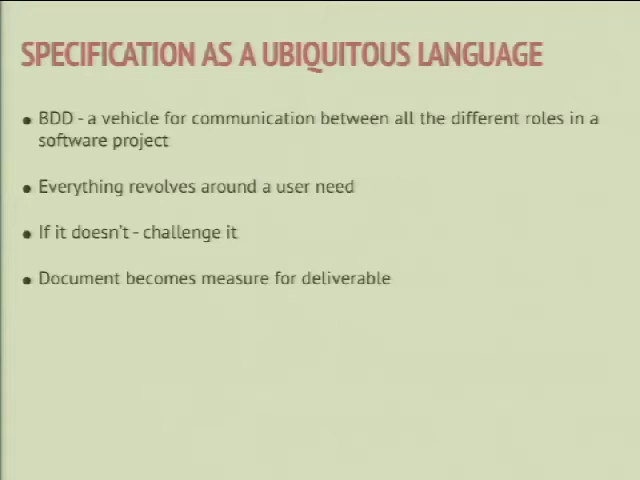 SPECIFICATION AS A UBIQUITOUS LANGUAGE
• BDD - a vehicle for communication between all the different roles in a
software project
• Everything revolves around a user need
• If it doesn't - challenge it
• Document becomes measure for deliverable